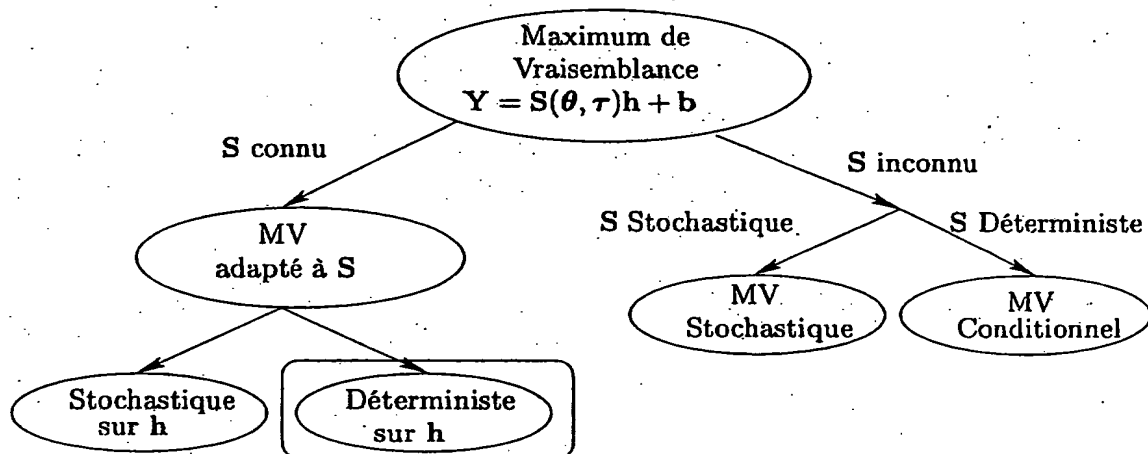 Maximum de
Vraisemblance
Y = S(θ, τ)h + b
S connu
S inconnu
S Stochastique
S Déterministe
MV
adapté à S
MV
Stochastique
MV
Conditionnel
Stochastique
sur h
Déterministe
sur h